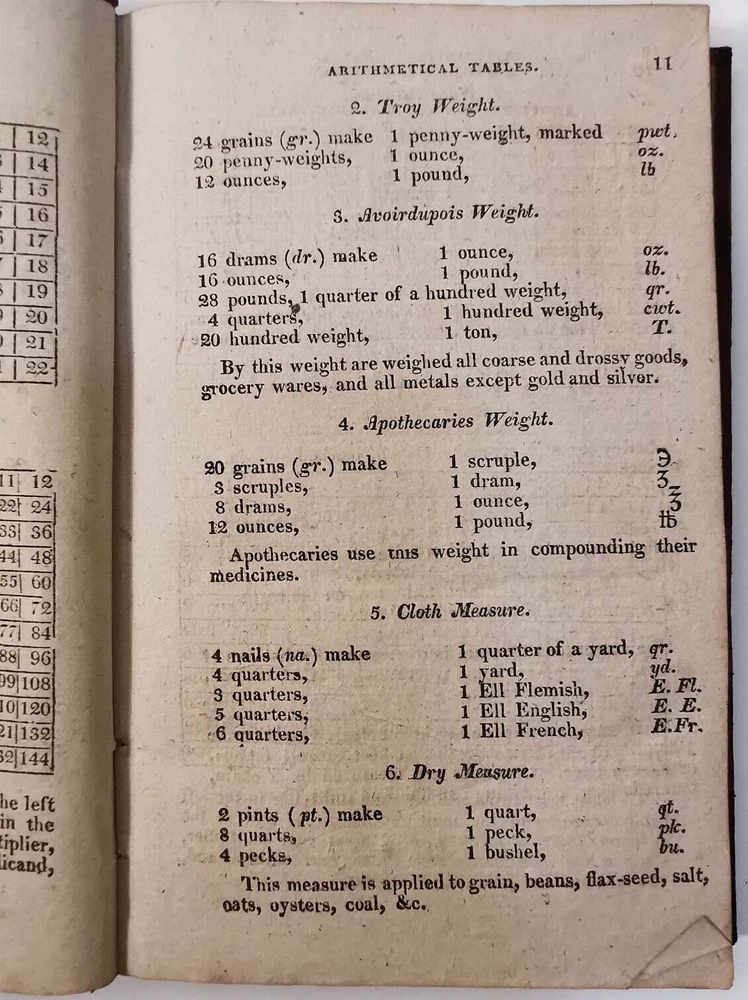 12
14
15
16
17
18
19
20
21
22
11| 12
22| 24
33| 36
44| 48
55| 60
66| 72
77| 84
88| 96
99|108
10|120
21|132
32|144
he left
in the
tiplier,
licand,
ARITHMETICAL TABLES. 11
2. Troy Weight.
24 grains (gr.) make 1 penny-weight, marked pwt.
20 penny-weights, 1 ounce, oz.
12 ounces, 1 pound, lb
3. Avoirdupois Weight.
16 drams (dr.) make 1 ounce, oz.
16 ounces, 1 pound, lb.
28 pounds, 1 quarter of a hundred weight, qr.
4 quarters, 1 hundred weight, cwt.
20 hundred weight, 1 ton, T.
By this weight are weighed all coarse and drossy goods,
grocery wares, and all metals except gold and silver.
4. Apothecaries Weight.
20 grains (gr.) make 1 scruple, ℈
3 scruples, 1 dram, ʒ
8 drams, 1 ounce, ℥
12 ounces, 1 pound, ℔
Apothecaries use this weight in compounding their
medicines.
5. Cloth Measure.
4 nails (na.) make 1 quarter of a yard, qr.
4 quarters, 1 yard, yd.
3 quarters, 1 Ell Flemish, E. Fl.
5 quarters, 1 Ell English, E. E.
6 quarters, 1 Ell French, E.Fr.
6. Dry Measure.
2 pints (pt.) make 1 quart, qt.
8 quarts, 1 peck, pk.
4 pecks, 1 bushel, bu.
This measure is applied to grain, beans, flax-seed, salt,
oats, oysters, coal, &c.